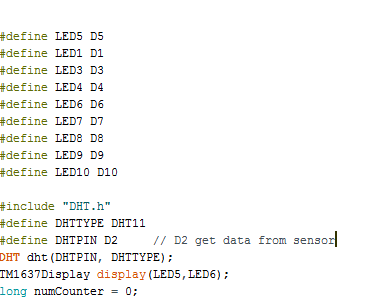 #define LED5 D5
#define LED1 D1
#define LED3 D3
#define LED4 D4
#define LED6 D6
#define LED7 D7
#define LED8 D8
#define LED9 D9
#define LED10 D10
#include "DHT.h"
#define DHTTYPE DHT11
#define DHTPIN D2     // D2 get data from sensor
DHT dht(DHTPIN, DHTTYPE);
TM1637Display display(LED5,LED6);
long numCounter = 0;